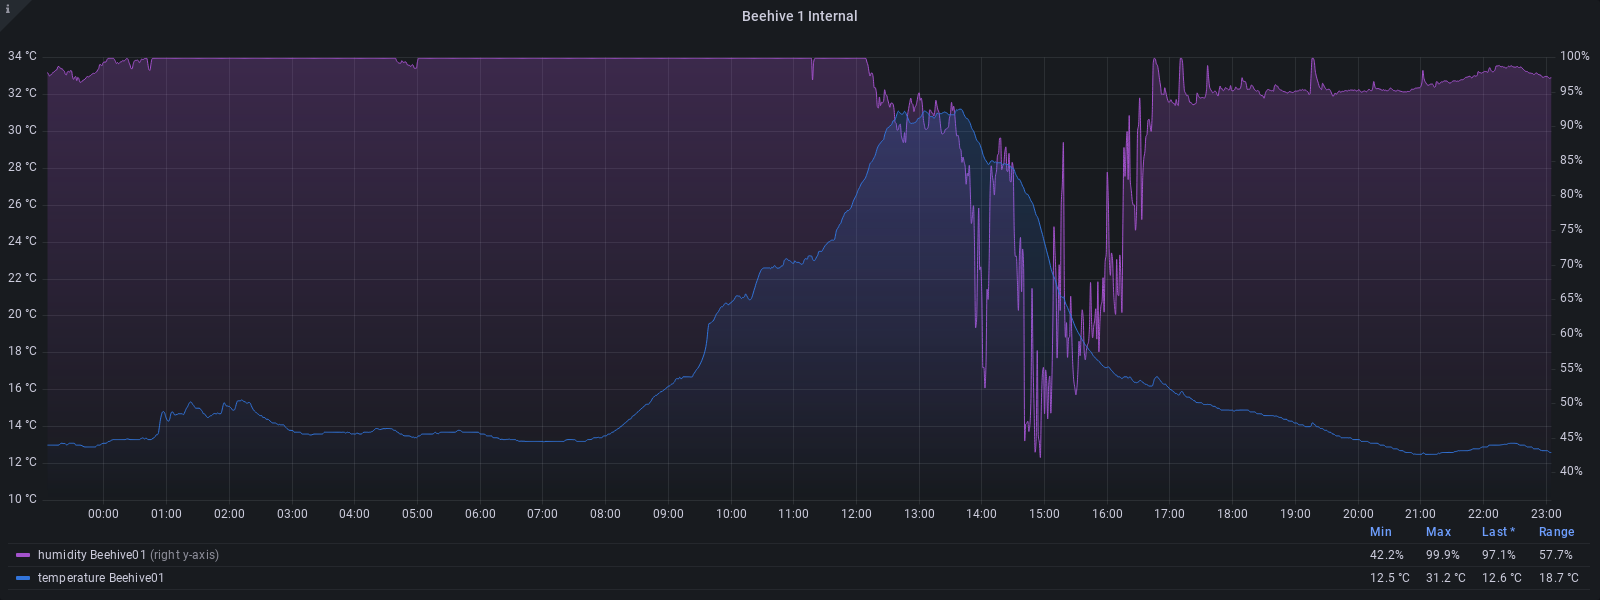 i
Beehive 1 Internal
34 °C 100%
32 °C 95%
30 °C 90%
28 °C 85%
26 °C 80%
24 °C 75%
22 °C 70%
20 °C 65%
18 °C 60%
16 °C 55%
14 °C 50%
12 °C 45%
10 °C 40%
00:00 01:00 02:00 03:00 04:00 05:00 06:00 07:00 08:00 09:00 10:00 11:00 12:00 13:00 14:00 15:00 16:00 17:00 18:00 19:00 20:00 21:00 22:00 23:00
Min Max Last * Range
humidity Beehive01 (right y-axis) 42.2% 99.9% 97.1% 57.7%
temperature Beehive01 12.5 °C 31.2 °C 12.6 °C 18.7 °C